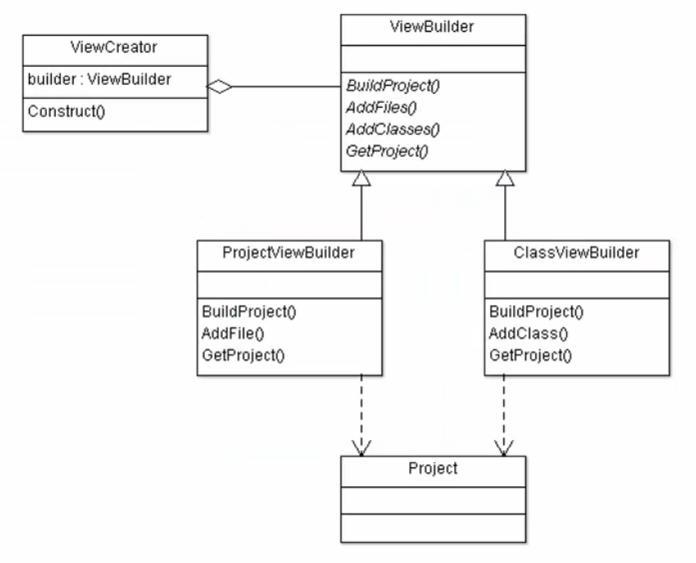 ViewCreator
builder : ViewBuilder
Construct()
ViewBuilder
BuildProject()
AddFiles()
AddClasses()
GetProject()
ProjectViewBuilder
BuildProject()
AddFile()
GetProject()
ClassViewBuilder
BuildProject()
AddClass()
GetProject()
Project